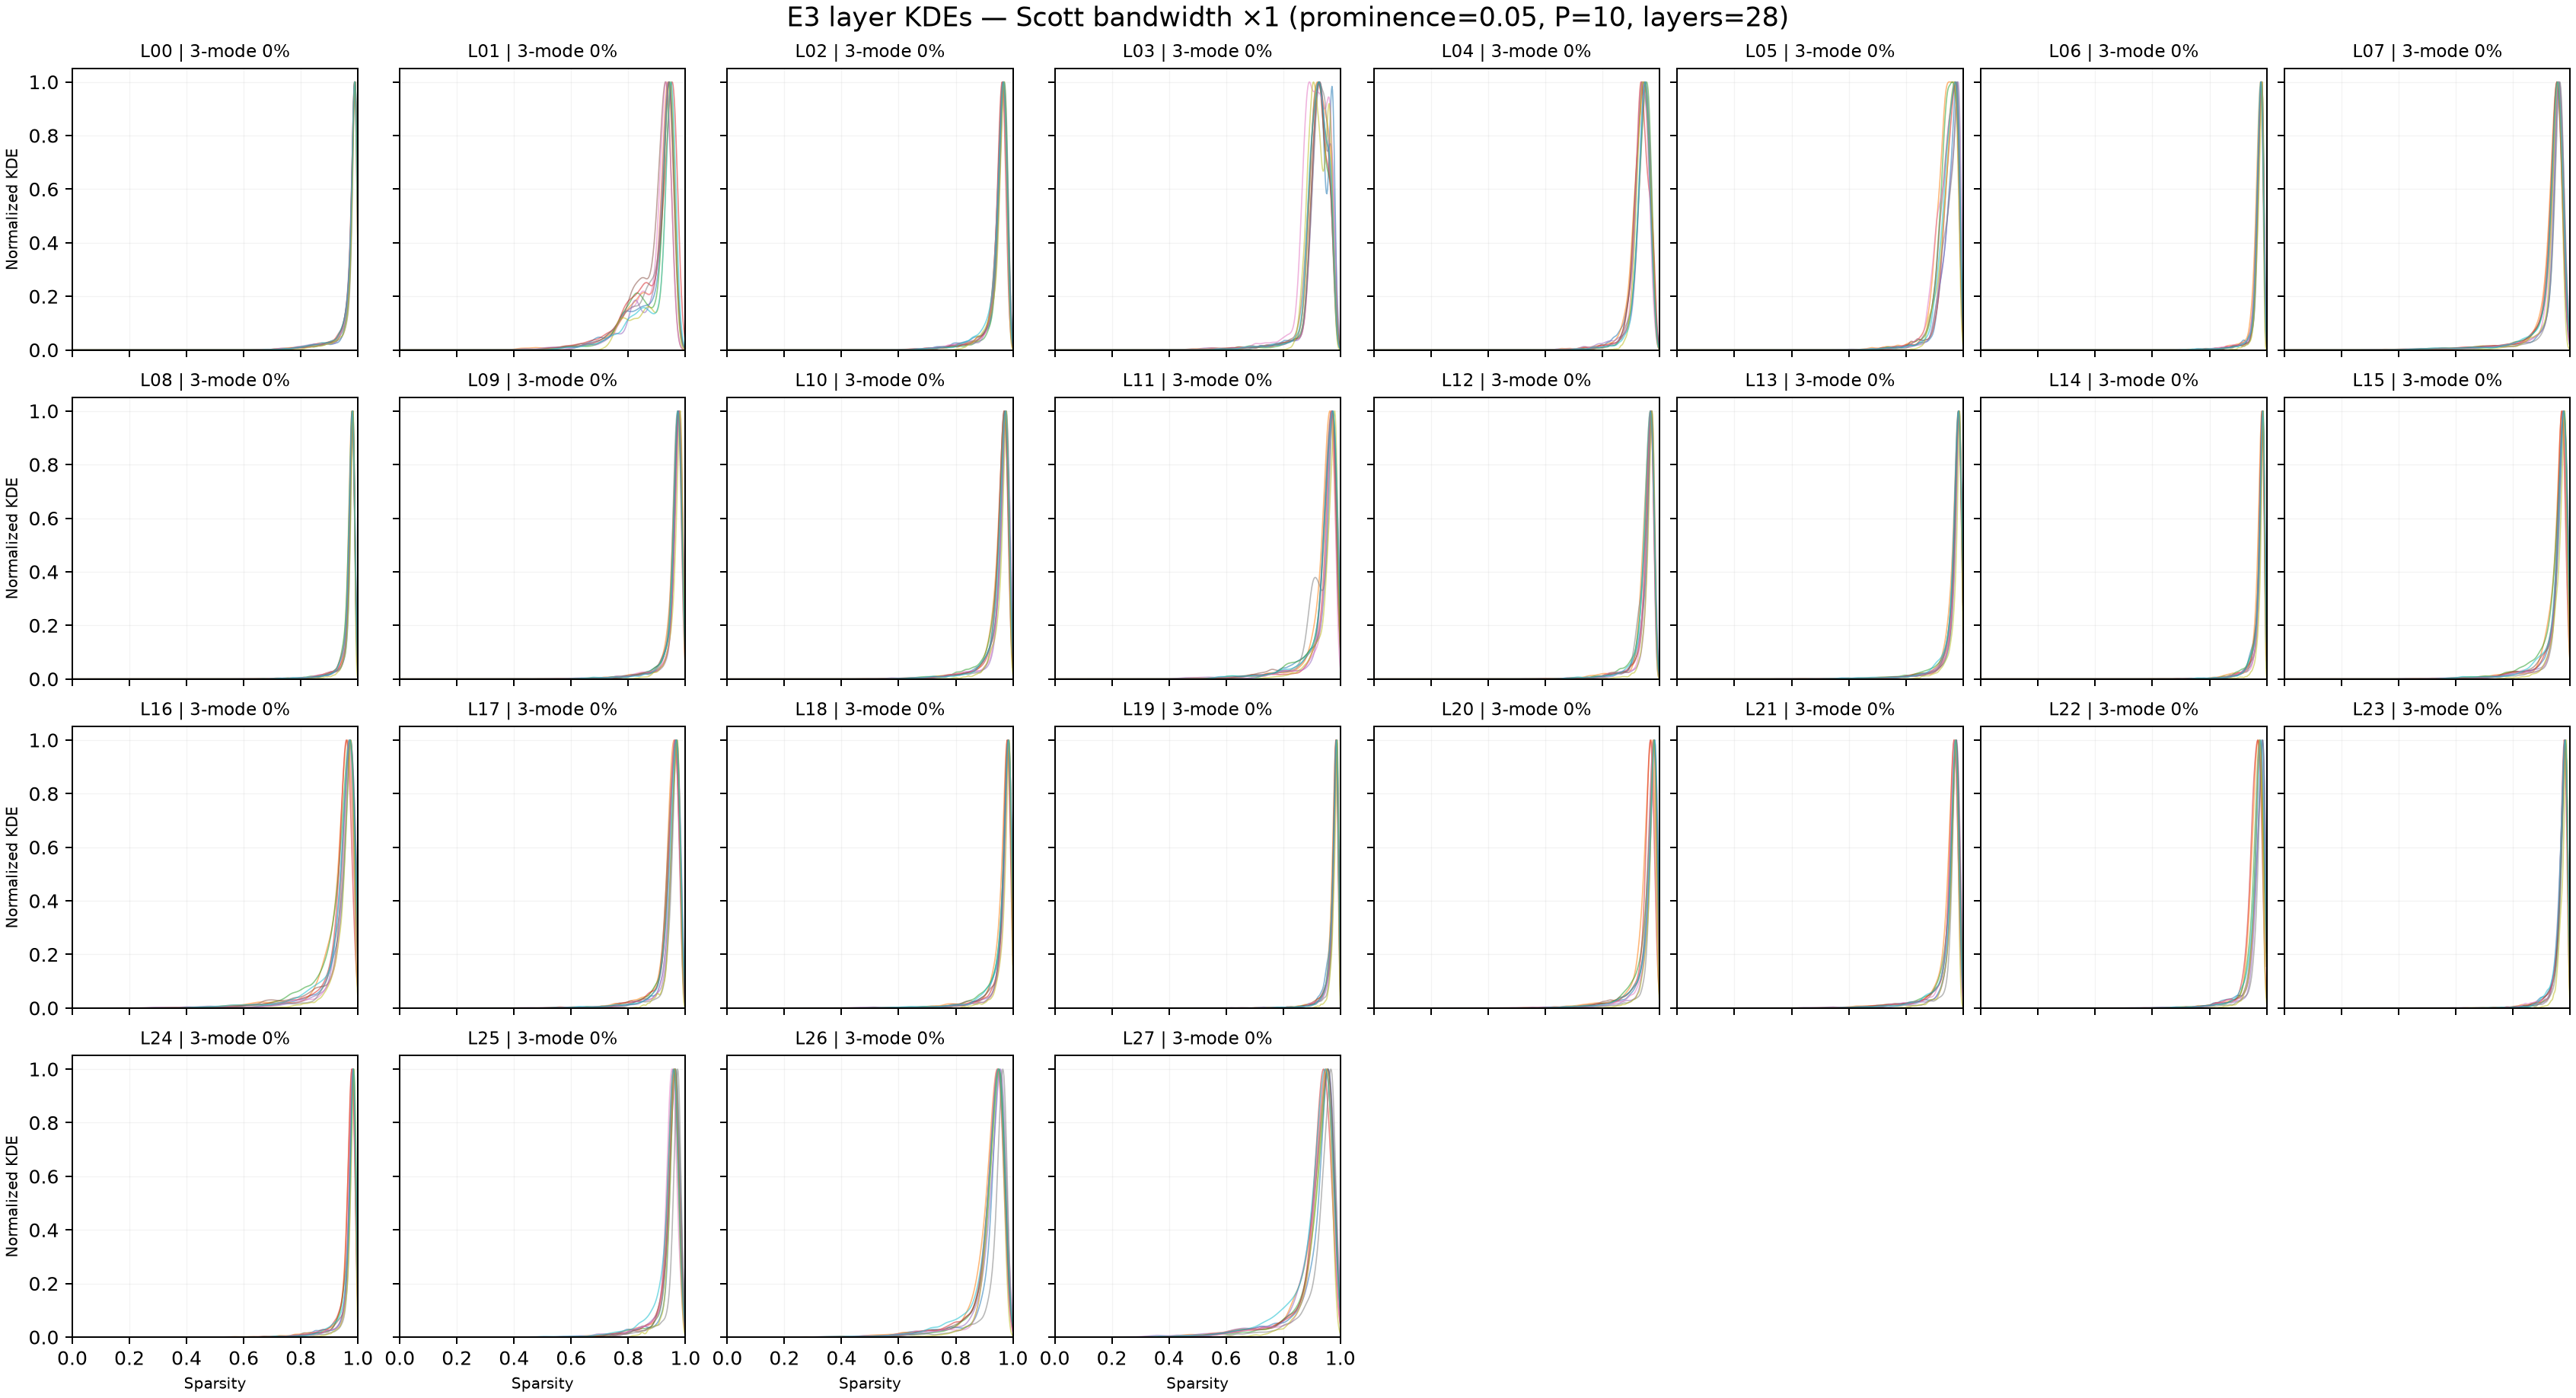 E3 layer KDEs — Scott bandwidth ×1 (prominence=0.05, P=10, layers=28)
L00 | 3-mode 0%
L01 | 3-mode 0%
L02 | 3-mode 0%
L03 | 3-mode 0%
L04 | 3-mode 0%
L05 | 3-mode 0%
L06 | 3-mode 0%
L07 | 3-mode 0%
1.0
0.8
0.6
0.4
0.2
0.0
Normalized KDE
L08 | 3-mode 0%
L09 | 3-mode 0%
L10 | 3-mode 0%
L11 | 3-mode 0%
L12 | 3-mode 0%
L13 | 3-mode 0%
L14 | 3-mode 0%
L15 | 3-mode 0%
1.0
0.8
0.6
0.4
0.2
0.0
Normalized KDE
L16 | 3-mode 0%
L17 | 3-mode 0%
L18 | 3-mode 0%
L19 | 3-mode 0%
L20 | 3-mode 0%
L21 | 3-mode 0%
L22 | 3-mode 0%
L23 | 3-mode 0%
1.0
0.8
0.6
0.4
0.2
0.0
Normalized KDE
L24 | 3-mode 0%
L25 | 3-mode 0%
L26 | 3-mode 0%
L27 | 3-mode 0%
1.0
0.8
0.6
0.4
0.2
0.0
Normalized KDE
0.0 0.2 0.4 0.6 0.8 1.0
0.0 0.2 0.4 0.6 0.8 1.0
0.0 0.2 0.4 0.6 0.8 1.0
0.0 0.2 0.4 0.6 0.8 1.0
Sparsity
Sparsity
Sparsity
Sparsity